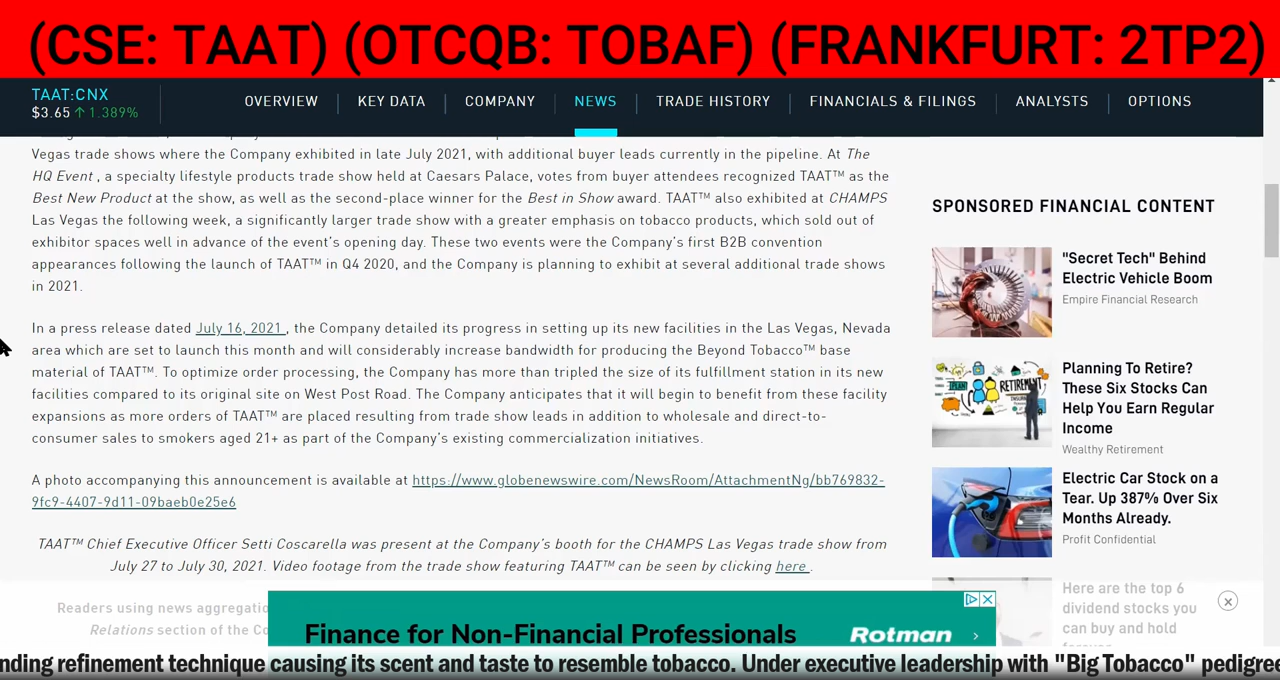 (CSE: TAAT) (OTCQB: TOBAF) (FRANKFURT: 2TP2)
TAAT:CNX
$3.65 ↑ 1.389%
OVERVIEW
KEY DATA
COMPANY
NEWS
TRADE HISTORY
FINANCIALS & FILINGS
ANALYSTS
OPTIONS
Vegas trade shows where the Company exhibited in late July 2021, with additional buyer leads currently in the pipeline. At The
HQ Event , a specialty lifestyle products trade show held at Caesars Palace, votes from buyer attendees recognized TAAT™ as the
Best New Product at the show, as well as the second-place winner for the Best in Show award. TAAT™ also exhibited at CHAMPS
Las Vegas the following week, a significantly larger trade show with a greater emphasis on tobacco products, which sold out of
exhibitor spaces well in advance of the event's opening day. These two events were the Company's first B2B convention
appearances following the launch of TAAT™ in Q4 2020, and the Company is planning to exhibit at several additional trade shows
in 2021.
In a press release dated July 16, 2021 , the Company detailed its progress in setting up its new facilities in the Las Vegas, Nevada
area which are set to launch this month and will considerably increase bandwidth for producing the Beyond Tobacco™ base
material of TAAT™. To optimize order processing, the Company has more than tripled the size of its fulfillment station in its new
facilities compared to its original site on West Post Road. The Company anticipates that it will begin to benefit from these facility
expansions as more orders of TAAT™ are placed resulting from trade show leads in addition to wholesale and direct-to-
consumer sales to smokers aged 21+ as part of the Company's existing commercialization initiatives.
A photo accompanying this announcement is available at https://www.globenewswire.com/NewsRoom/AttachmentNg/bb769832-
9fc9-4407-9d11-09baeb0e25e6
TAAT™ Chief Executive Officer Setti Coscarella was present at the Company's booth for the CHAMPS Las Vegas trade show from
July 27 to July 30, 2021. Video footage from the trade show featuring TAAT™ can be seen by clicking here .
Readers using news aggregatio
Relations section of the Co
SPONSORED FINANCIAL CONTENT
"Secret Tech" Behind
Electric Vehicle Boom
Empire Financial Research
PLAN
RETIREMENT
Planning To Retire?
These Six Stocks Can
Help You Earn Regular
Income
Wealthy Retirement
Electric Car Stock on a
Tear. Up 387% Over Six
Months Already.
Profit Confidential
Here are the top 6
dividend stocks you
can buy and hold
forever
Finance for Non-Financial Professionals
Rotman
nding refinement technique causing its scent and taste to resemble tobacco. Under executive leadership with "Big Tobacco" pedigree